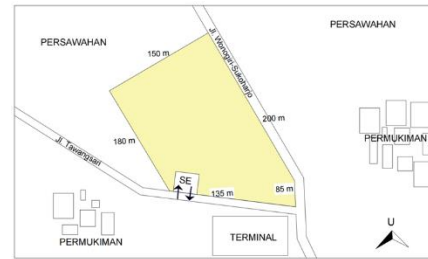 PERSAWAHAN
PERSAWAHAN
150 m
Jl. Wonogiri-Sukoharjo
200 m
PERMUKIMAN
180 m
Jl. Tawangsari
SE
135 m
85 m
U
PERMUKIMAN
TERMINAL